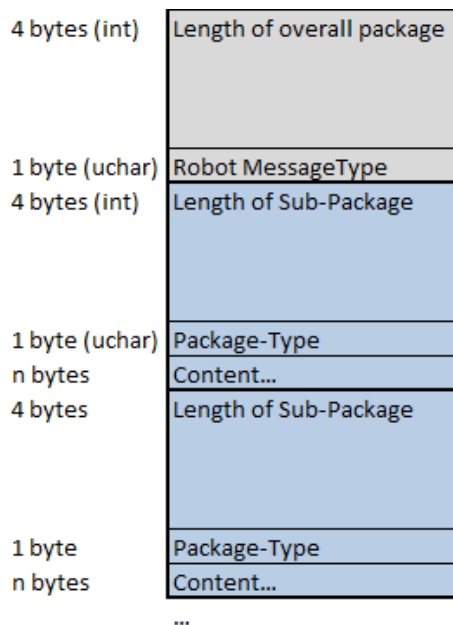 4 bytes (int) Length of overall package
1 byte (uchar) Robot MessageType
4 bytes (int) Length of Sub-Package
1 byte (uchar) Package-Type
n bytes Content...
4 bytes Length of Sub-Package
1 byte Package-Type
n bytes Content...
...